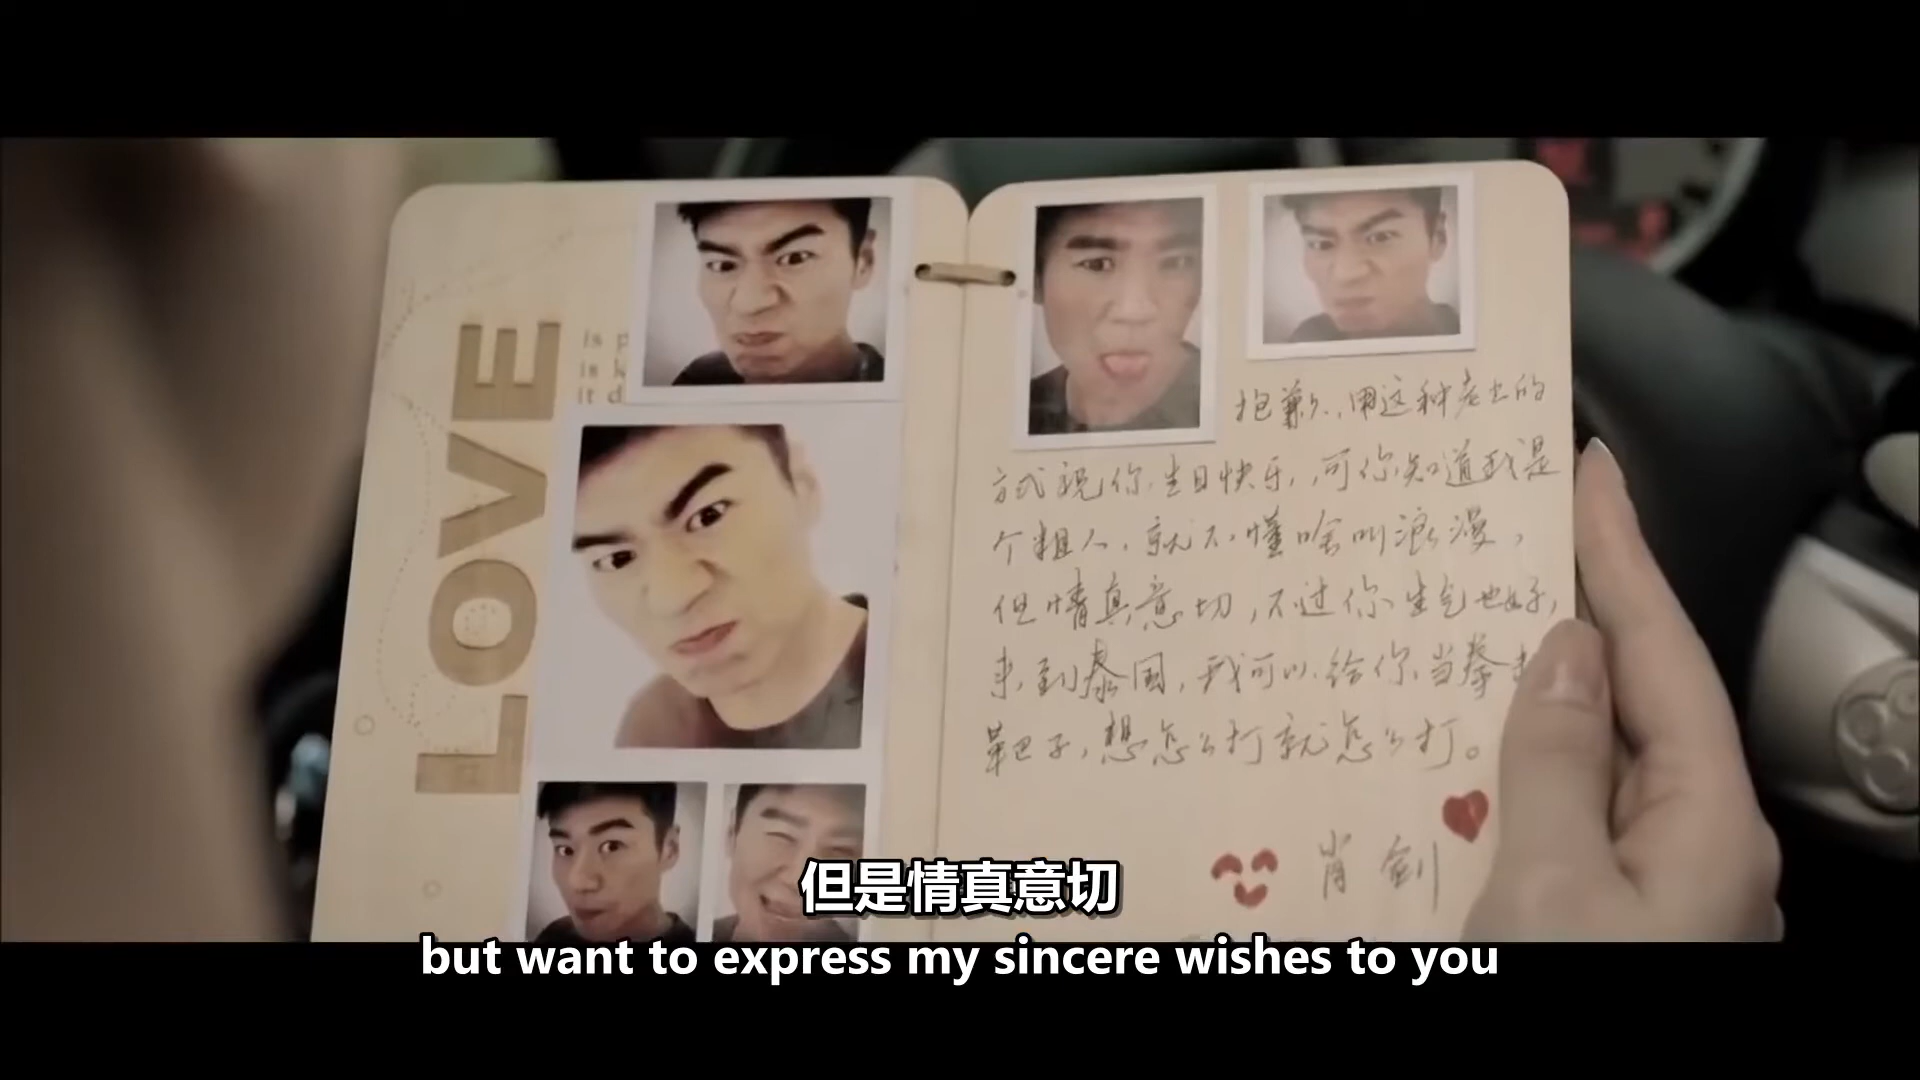 LOVE
is p
is k
it d
抱歉,用这种老土的
方式祝你生日快乐,可你知道我是
个粗人,就不懂啥叫浪漫,
但情真意切,不过你生气也好,
来到泰国,我可以给你当拳击
靶子,想怎么打就怎么打。
肖剑
但是情真意切
but want to express my sincere wishes to you